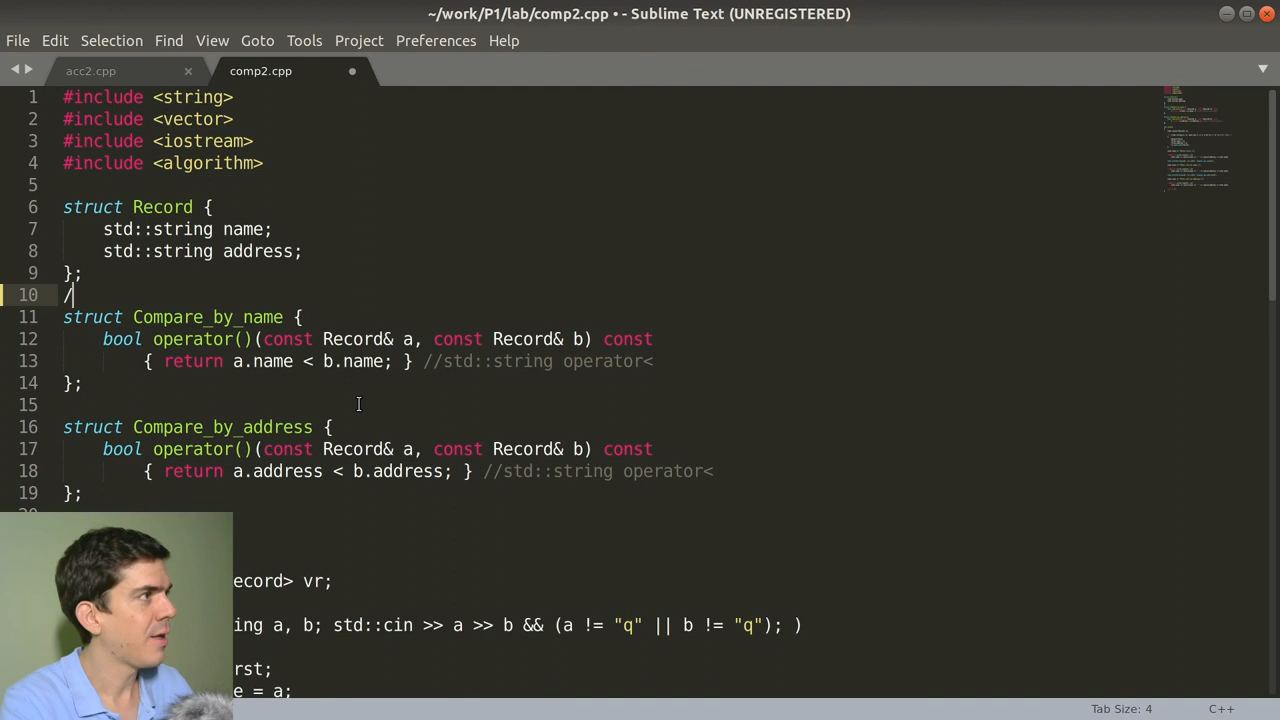 ~/work/P1/lab/comp2.cpp • - Sublime Text (UNREGISTERED)
File Edit Selection Find View Goto Tools Project Preferences Help
acc2.cpp × comp2.cpp
1 #include <string>
2 #include <vector>
3 #include <iostream>
4 #include <algorithm>
5
6 struct Record {
7 std::string name;
8 std::string address;
9 };
10 /
11 struct Compare_by_name {
12 bool operator()(const Record& a, const Record& b) const
13 { return a.name < b.name; } //std::string operator<
14 };
15
16 struct Compare_by_address {
17 bool operator()(const Record& a, const Record& b) const
18 { return a.address < b.address; } //std::string operator<
19 };
ecord> vr;
ing a, b; std::cin >> a >> b && (a != "q" || b != "q"); )
rst;
e = a;
Tab Size: 4 C++